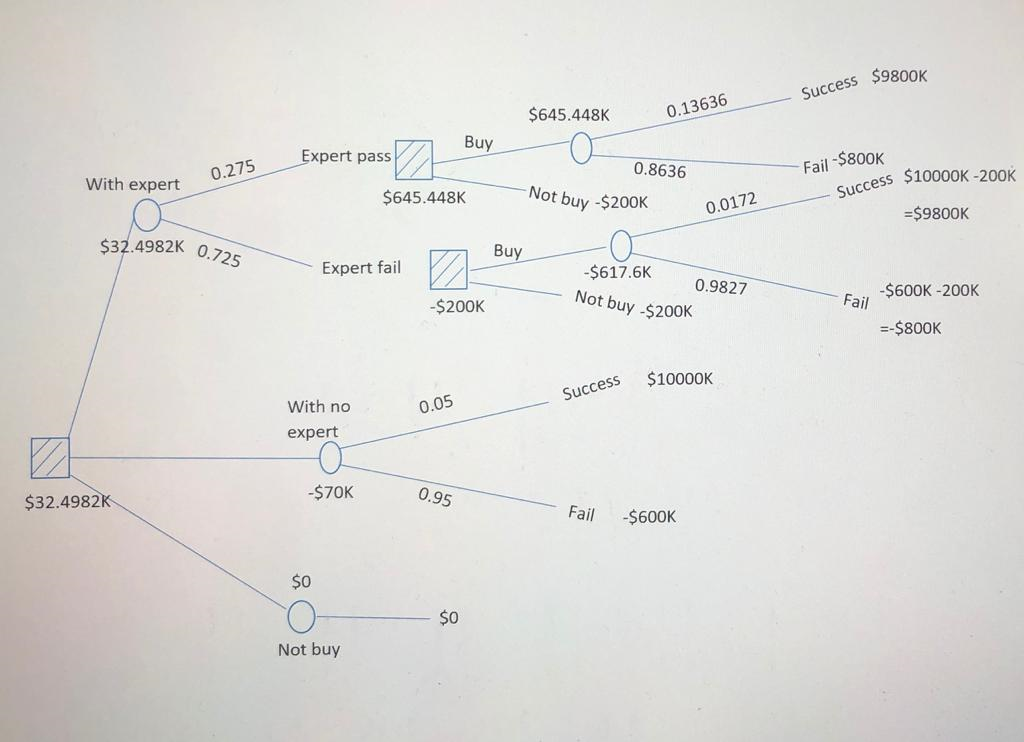 Success $9800K
0.13636
$645.448K
Buy
Expert pass
0.275
With expert
0.8636
Fail -$800K
Success $10000K -200K
=$9800K
$645.448K
Not buy -$200K
0.0172
$32.4982K
0.725
Expert fail
Buy
-$617.6K
0.9827
-$200K
Not buy -$200K
Fail
-$600K -200K
=-$800K
With no
expert
0.05
Success $10000K
$32.4982K
-$70K
0.95
Fail -$600K
$0
$0
Not buy